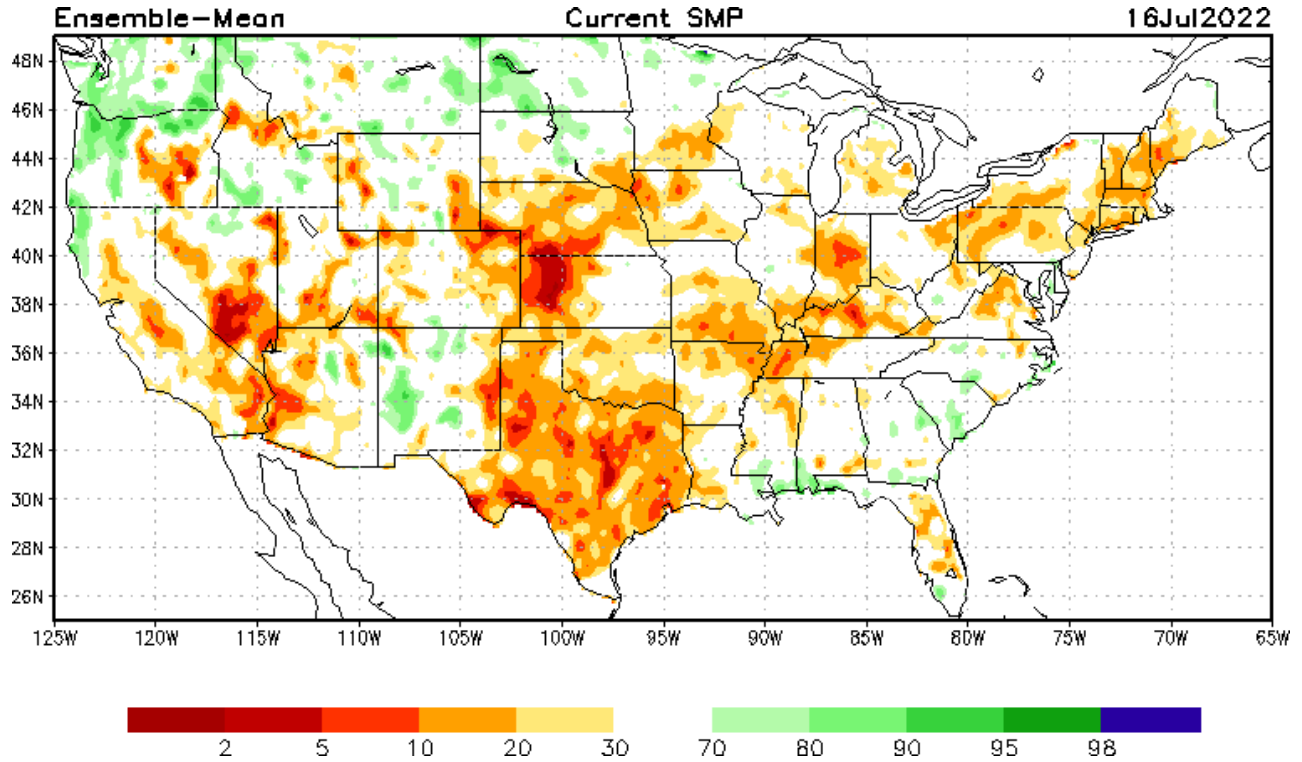 Ensemble-Mean Current SMP 16Jul2022
48N
46N
44N
42N
40N
38N
36N
34N
32N
30N
28N
26N
125W 120W 115W 110W 105W 100W 95W 90W 85W 80W 75W 70W 65W
2 5 10 20 30 70 80 90 95 98